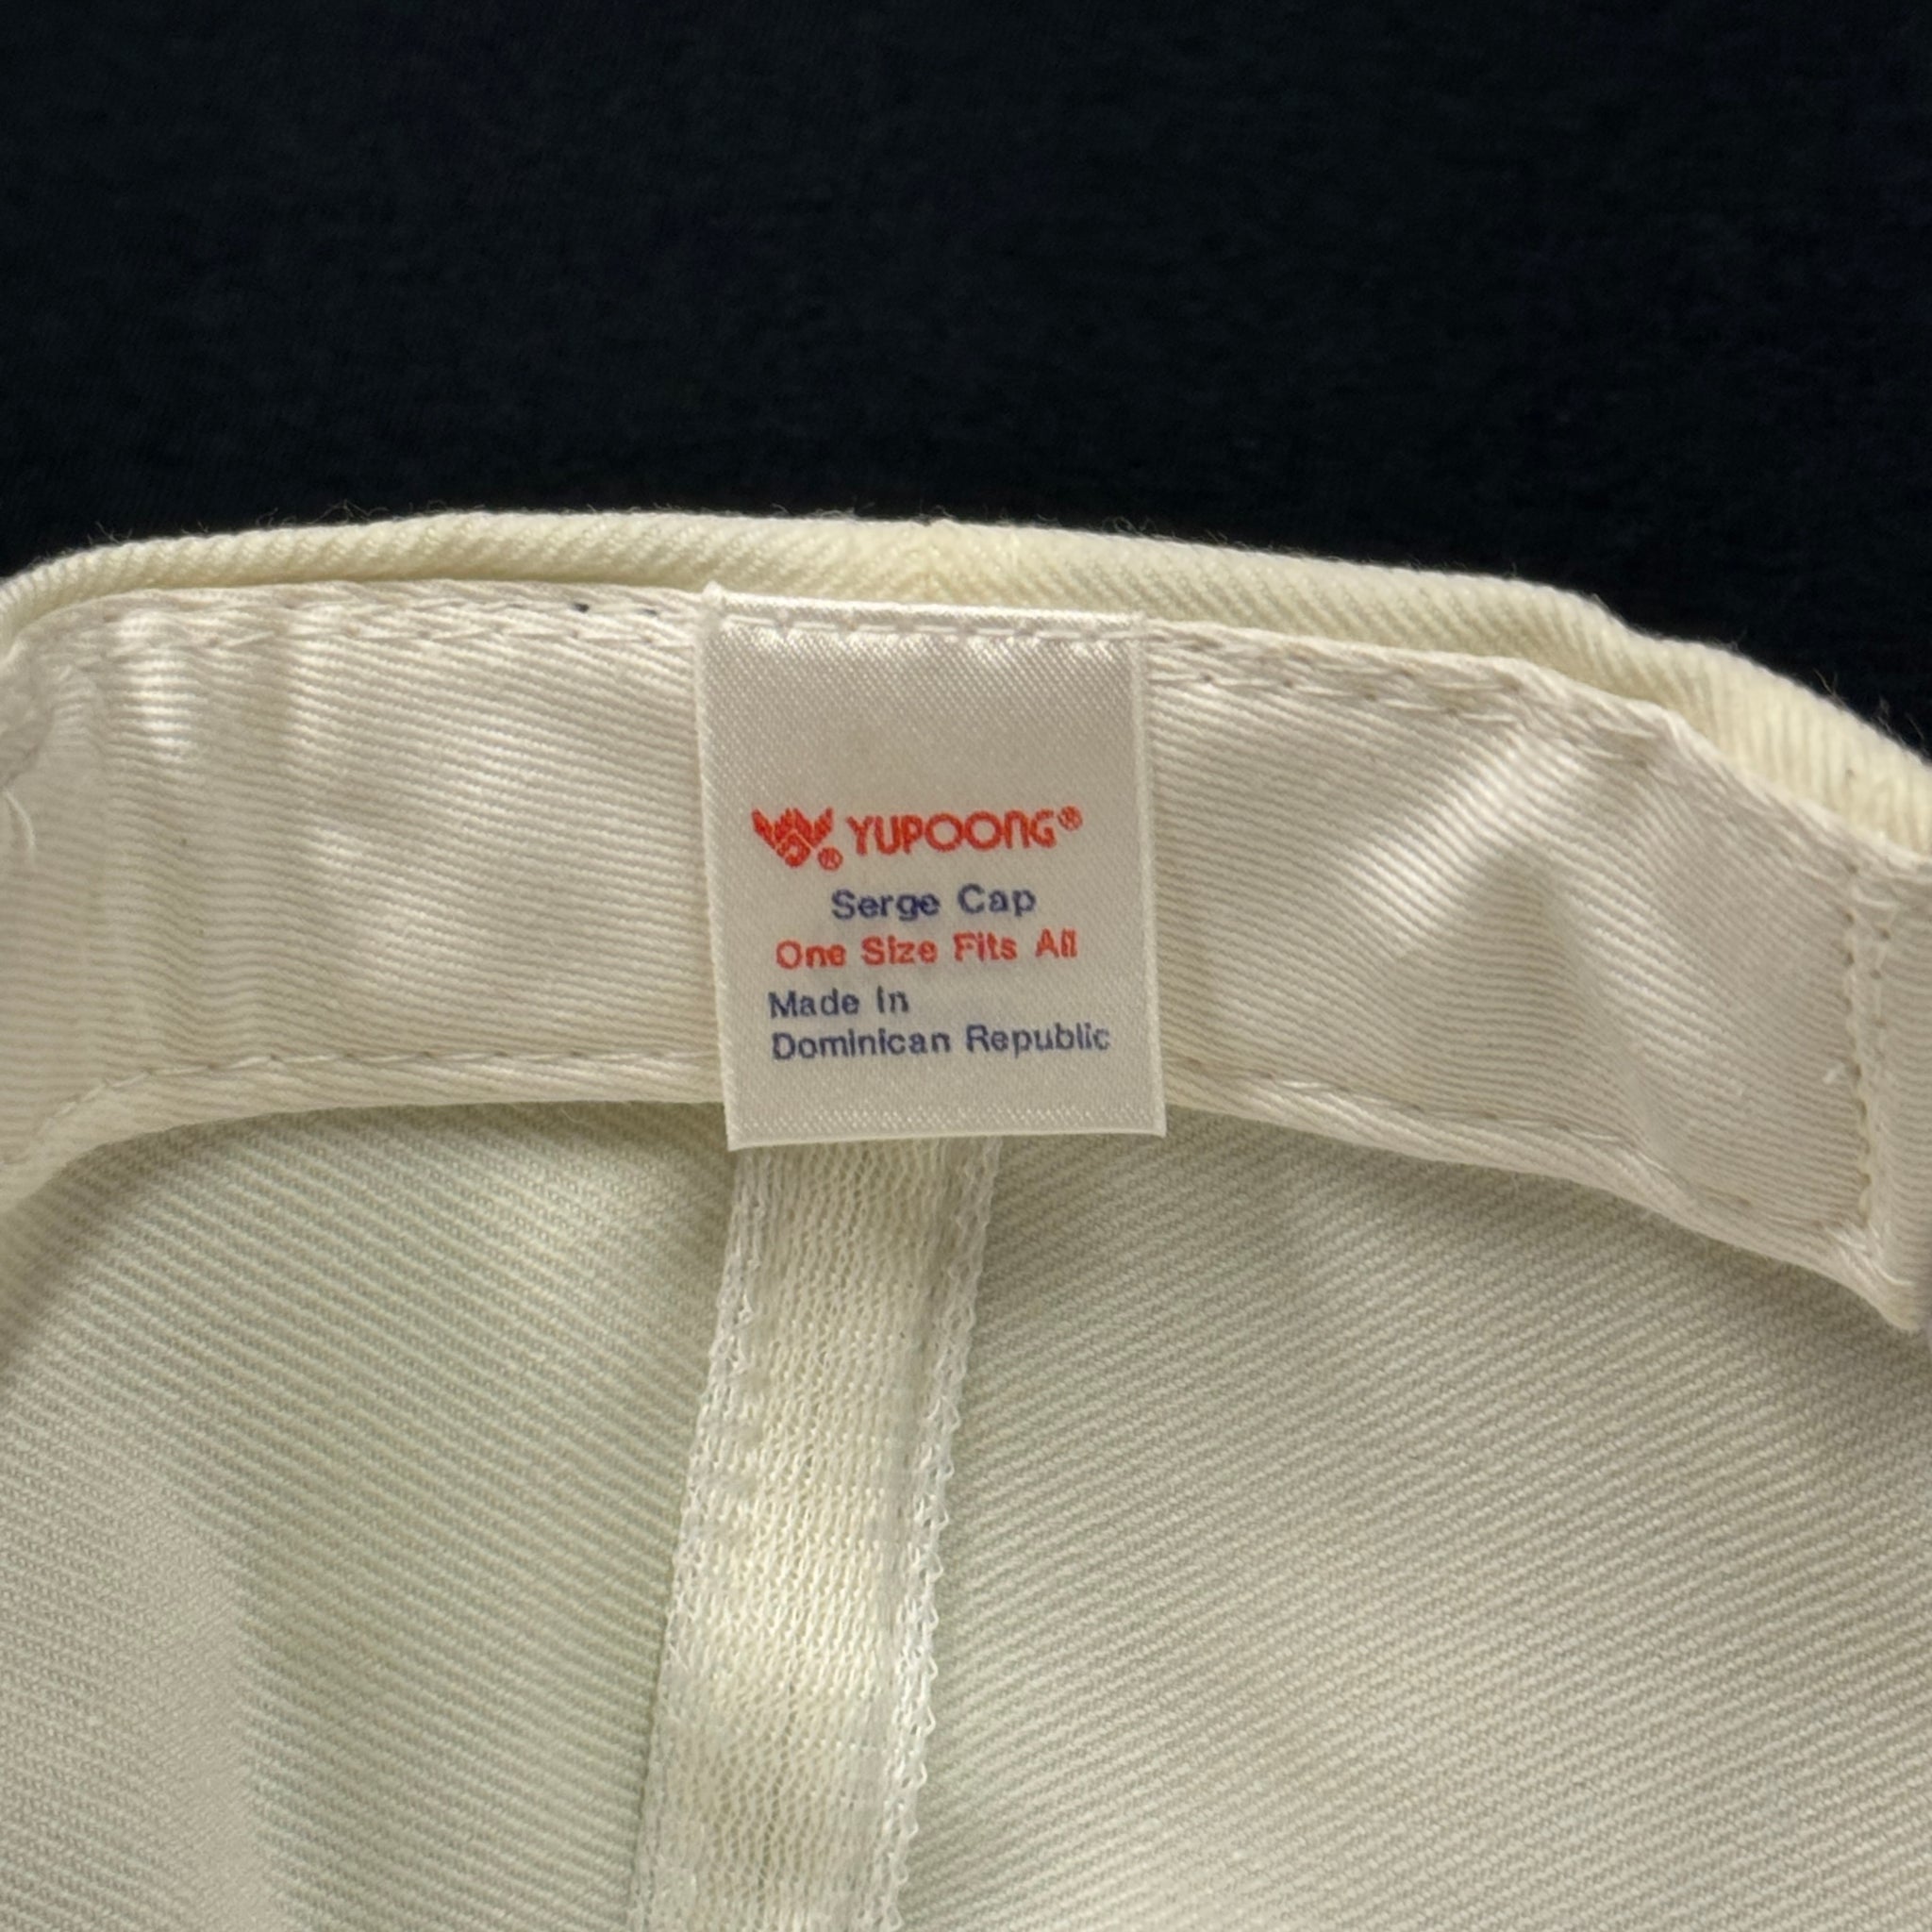 ® YUPOONG®
Serge Cap
One Size Fits All
Made In
Dominican Republic